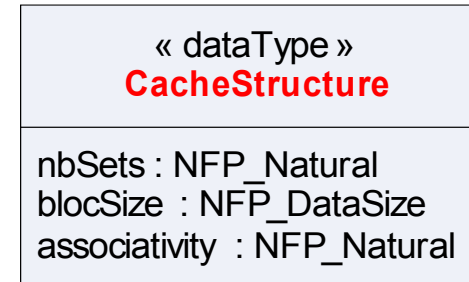 « dataType »
CacheStructure
nbSets : NFP_Natural
blocSize : NFP_DataSize
associativity : NFP_Natural